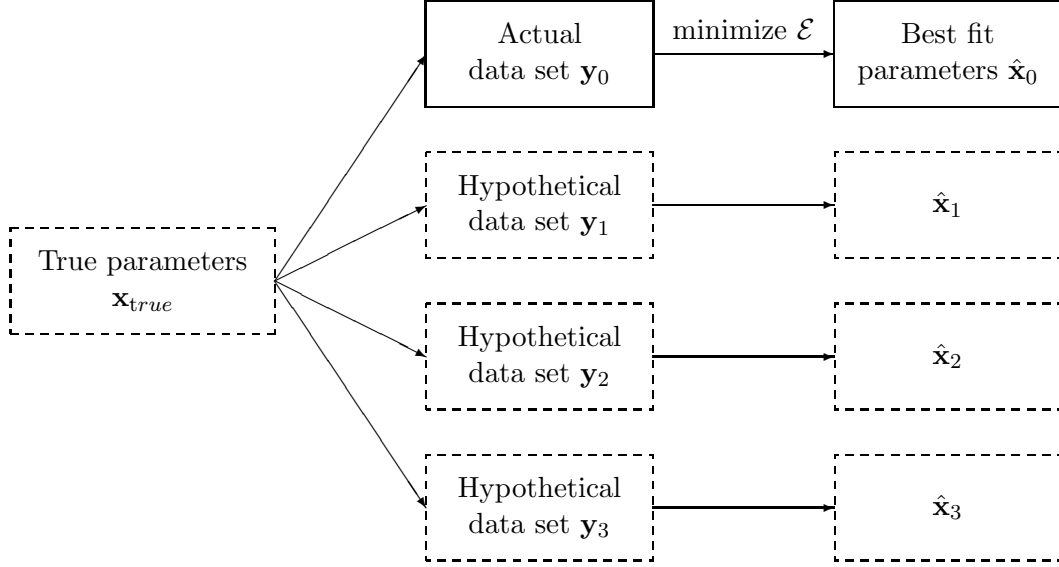 Actual
data set y₀
minimize ℰ
Best fit
parameters x̂₀
Hypothetical
data set y₁
x̂₁
True parameters
x_true
Hypothetical
data set y₂
x̂₂
Hypothetical
data set y₃
x̂₃